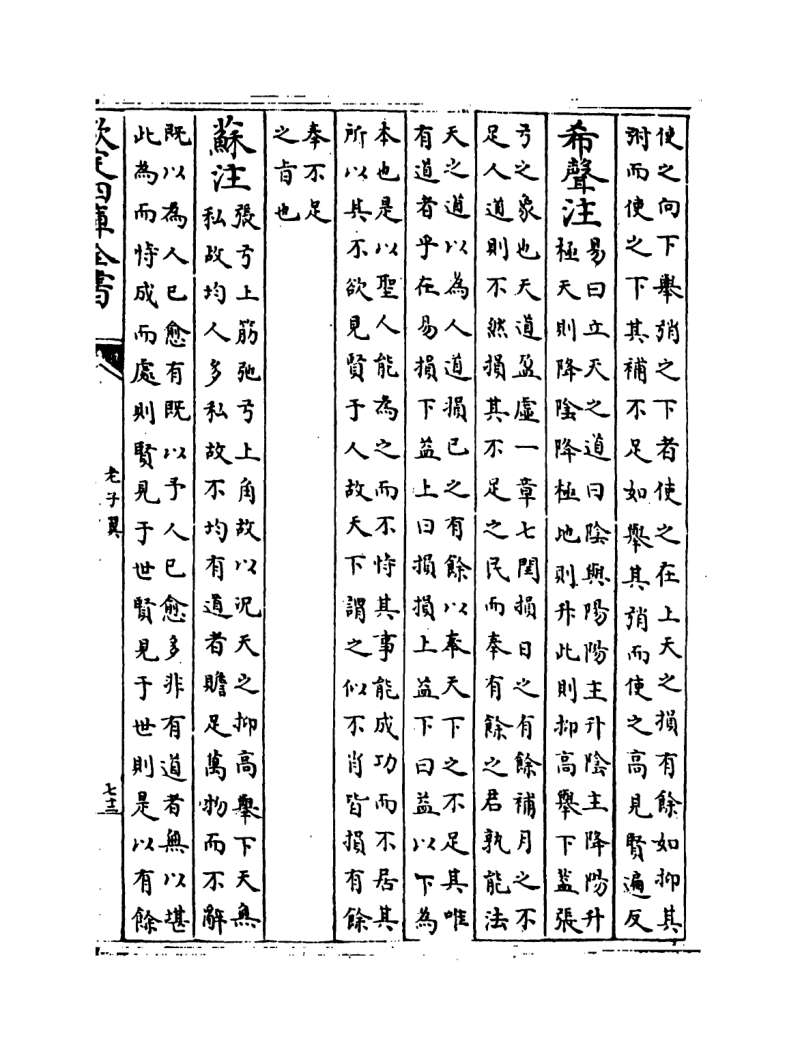 使之向下舉弣之下者使之在上天之損有餘如抑其
弣而使之下其補不足如舉其弰而使之高見賢遍反
希聲注易曰立天之道曰陰與陽陽主升陰主降陽升
極天則降陰降極地則升此則抑高舉下葢張
弓之象也天道盈虛一章七閏損日之有餘補月之不
足人道則不然損其不足之民而奉有餘之君孰能法
天之道以為人道損已之有餘以奉天下之不足其唯
有道者乎在易損下益上曰損損上益下曰益以下為
本也是以聖人能為之而不恃其事能成功而不居其
所以其不欲見賢于人故天下謂之似不肖皆損有餘
奉不足
之旨也
蘇注張弓上筋弛弓上角故以况天之抑高舉下天無
私故均人多私故不均有道者贍足萬物而不辭
既以為人已愈有既以予人已愈多非有道者無以堪
此為而恃成而處則賢見于世賢見于世則是以有餘
欽定四庫全書
老子翼
七十三